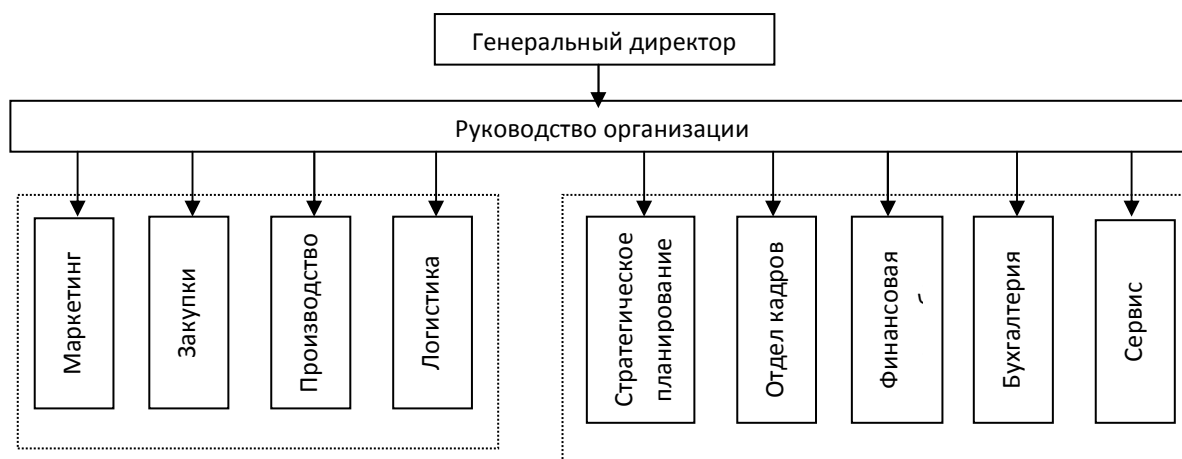 Генеральный директор
Руководство организации
Маркетинг
Закупки
Производство
Логистика
Стратегическое
планирование
Отдел кадров
Финансовая
Бухгалтерия
Сервис